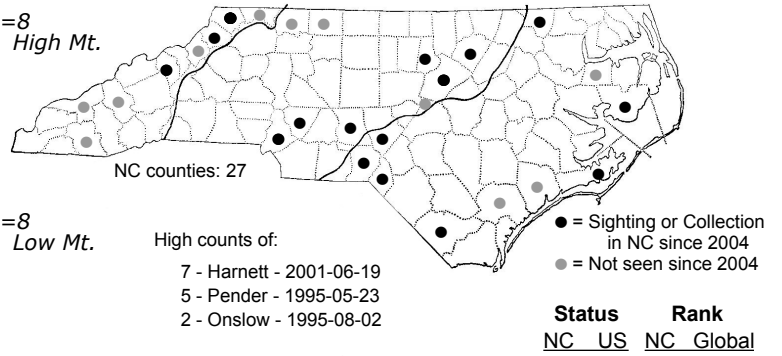 =8
High Mt.
NC counties: 27
=8
Low Mt.
High counts of:
7 - Harnett - 2001-06-19
5 - Pender - 1995-05-23
2 - Onslow - 1995-08-02
= Sighting or Collection
in NC since 2004
= Not seen since 2004
Status Rank
NC US NC Global